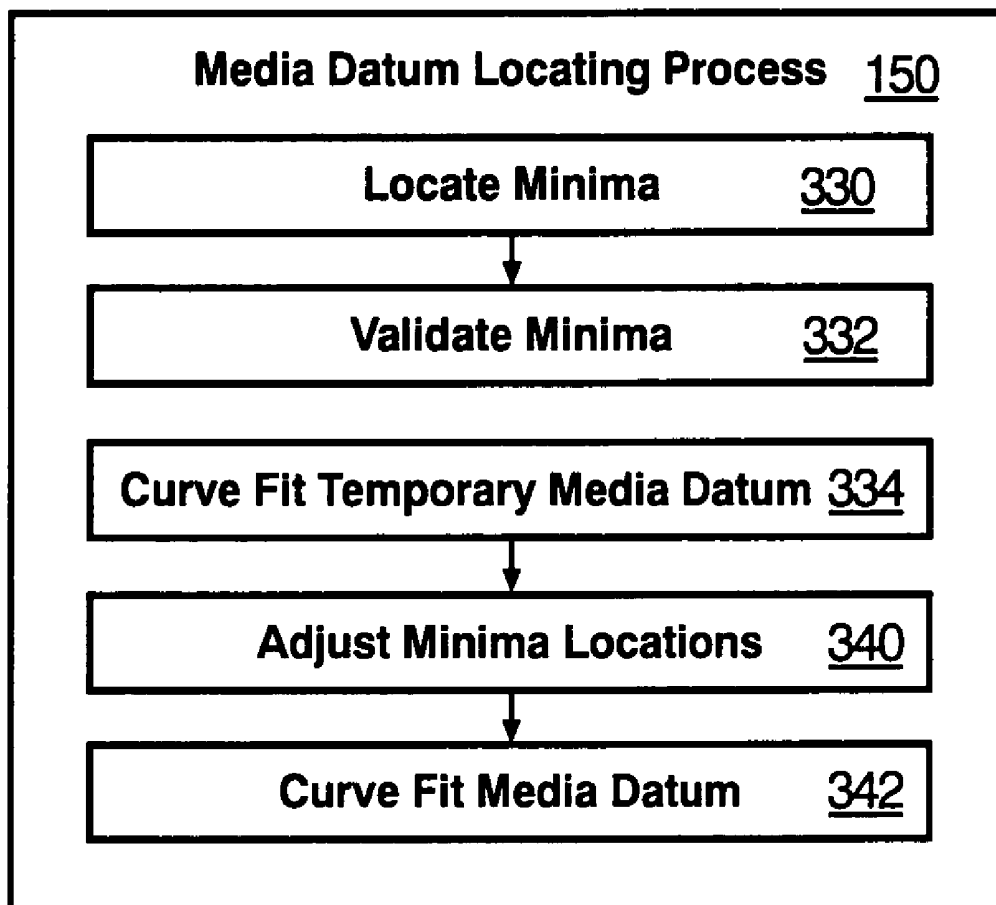 Media Datum Locating Process 150
Locate Minima 330
Validate Minima 332
Curve Fit Temporary Media Datum 334
Adjust Minima Locations 340
Curve Fit Media Datum 342